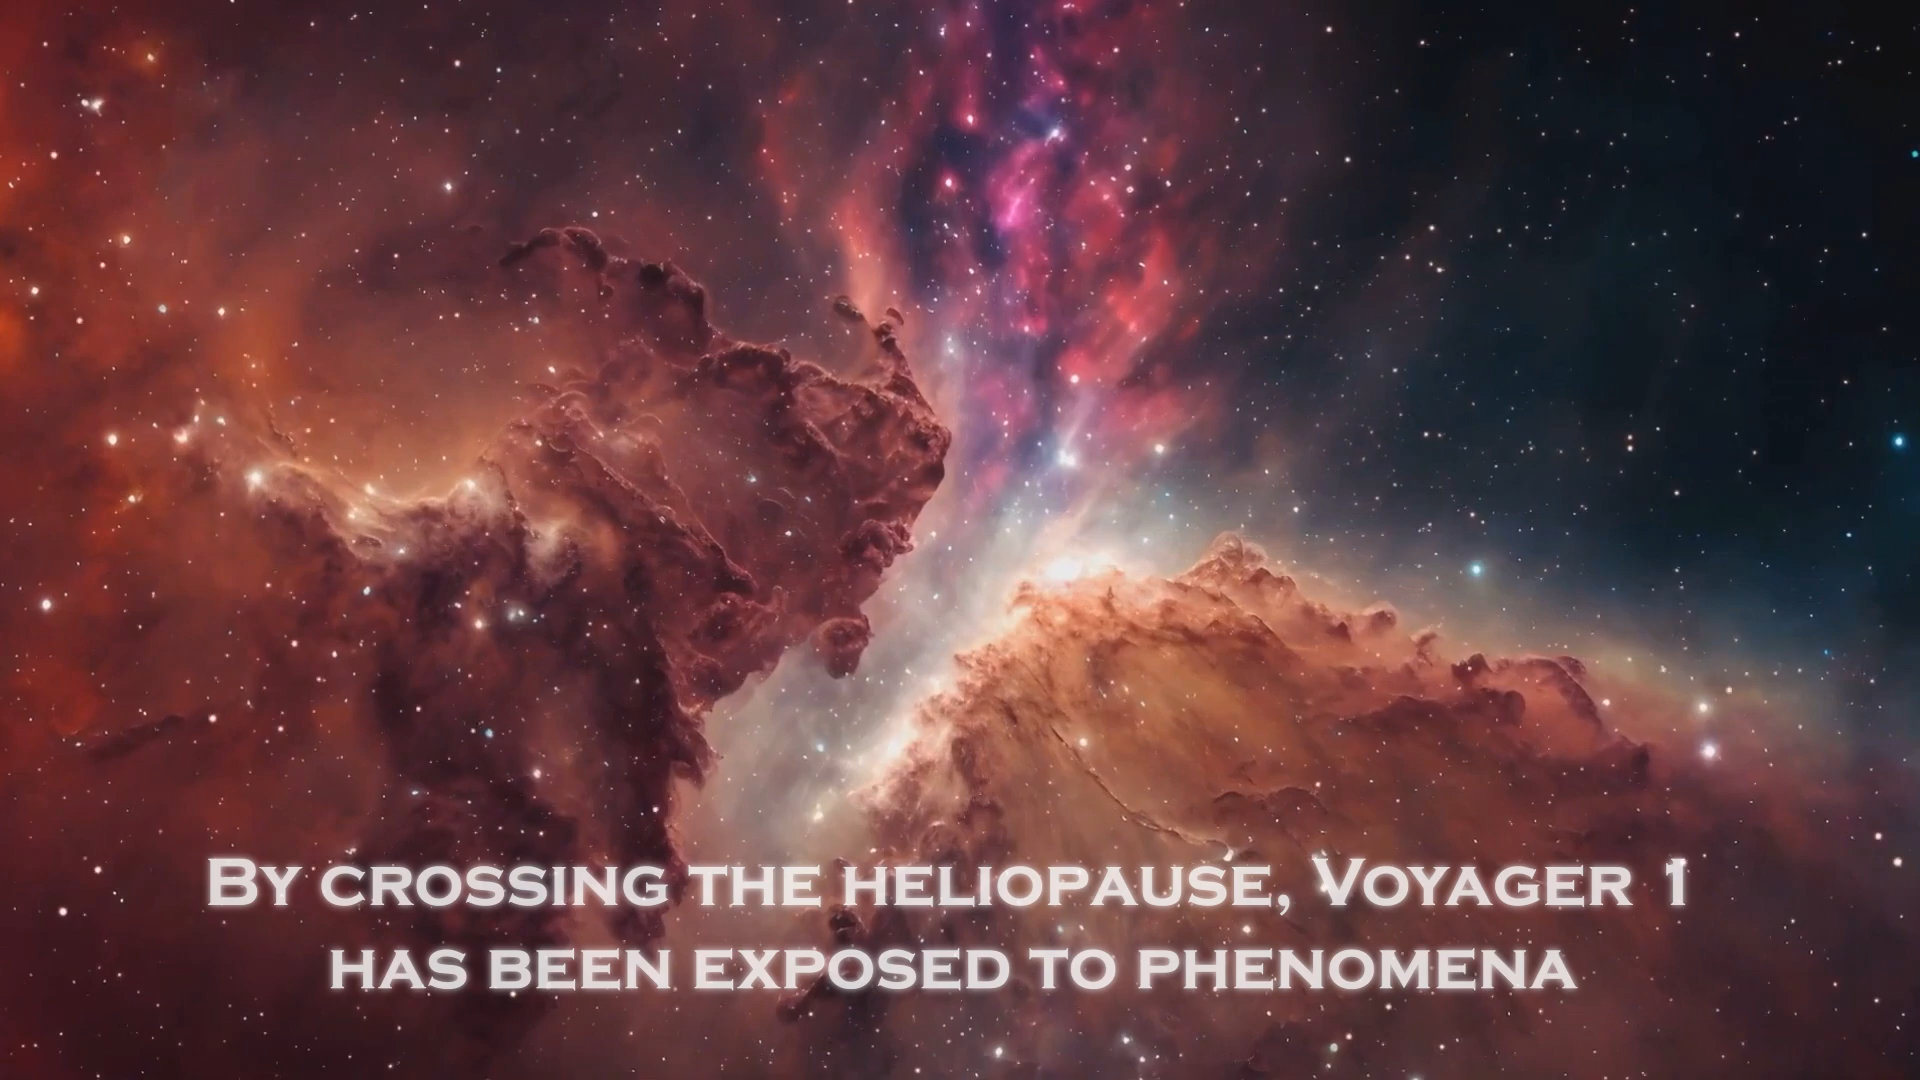 By crossing the heliopause, Voyager 1
has been exposed to phenomena